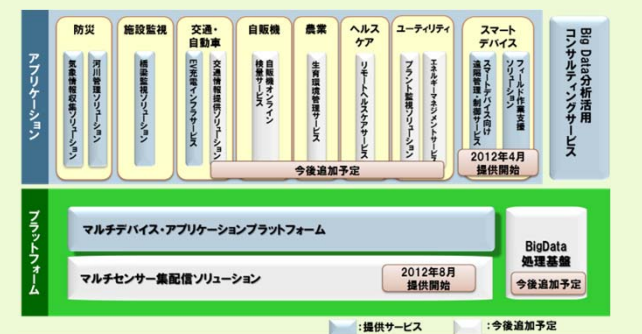 アプリケーション
防災
気象情報収集ソリューション
河川管理ソリューション
施設監視
橋梁監視ソリューション
交通・
自動車
EV充電インフラサービス
交通情報提供ソリューション
自販機
自販機オンライン
検量サービス
農業
生育環境管理サービス
ヘルス
ケア
リモートヘルスケアサービス
ユーティリティ
プラント監視ソリューション
エネルギーマネジメントサービス
スマート
デバイス
スマートデバイス向け
遠隔管理・制御サービス
フィールド作業支援
ソリューション
今後追加予定
2012年4月
提供開始
Big Data分析活用
コンサルティングサービス
プラットフォーム
マルチデバイス・アプリケーションプラットフォーム
マルチセンサー集配信ソリューション
2012年8月
提供開始
BigData
処理基盤
今後追加予定
:提供サービス
:今後追加予定